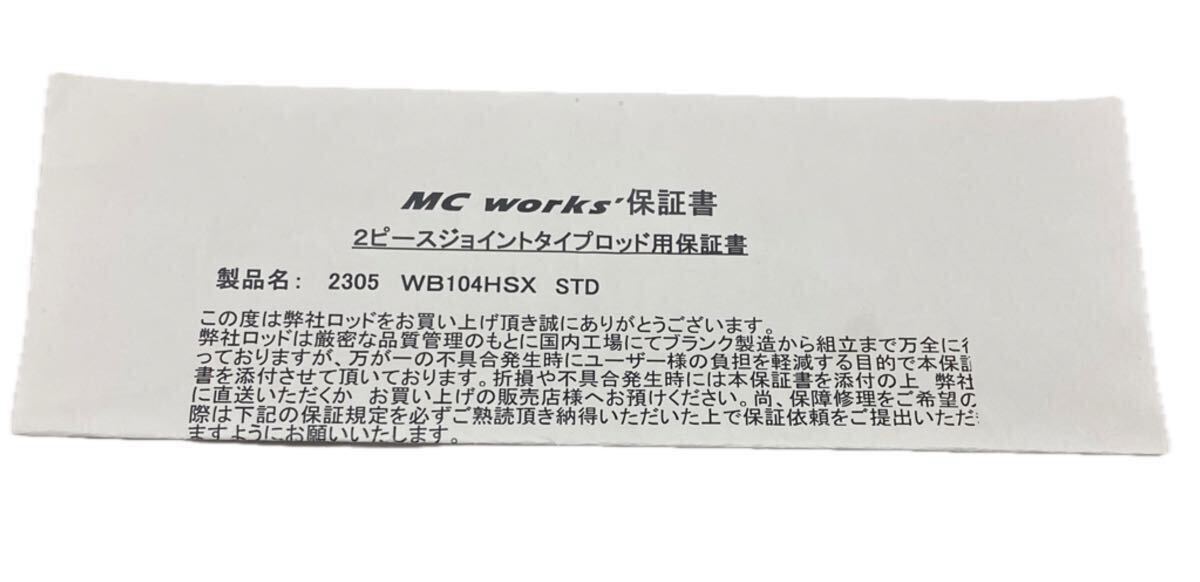 MC works'保証書
2ピースジョイントタイプロッド用保証書
製品名： 2305 WB104HSX STD
この度は弊社ロッドをお買い上げ頂き誠にありがとうございます。
弊社ロッドは厳密な品質管理のもとに国内工場にてブランク製造から組立まで万全に行
っておりますが、万が一の不具合発生時にユーザー様の負担を軽減する目的で本保証
書を添付させて頂いております。折損や不具合発生時には本保証書を添付の上 弊社
に直送いただくか お買い上げの販売店様へお預けください。尚、保障修理をご希望の
際は下記の保証規定を必ずご熟読頂き納得いただいた上で保証依頼をご提出いただき
ますようにお願いいたします。